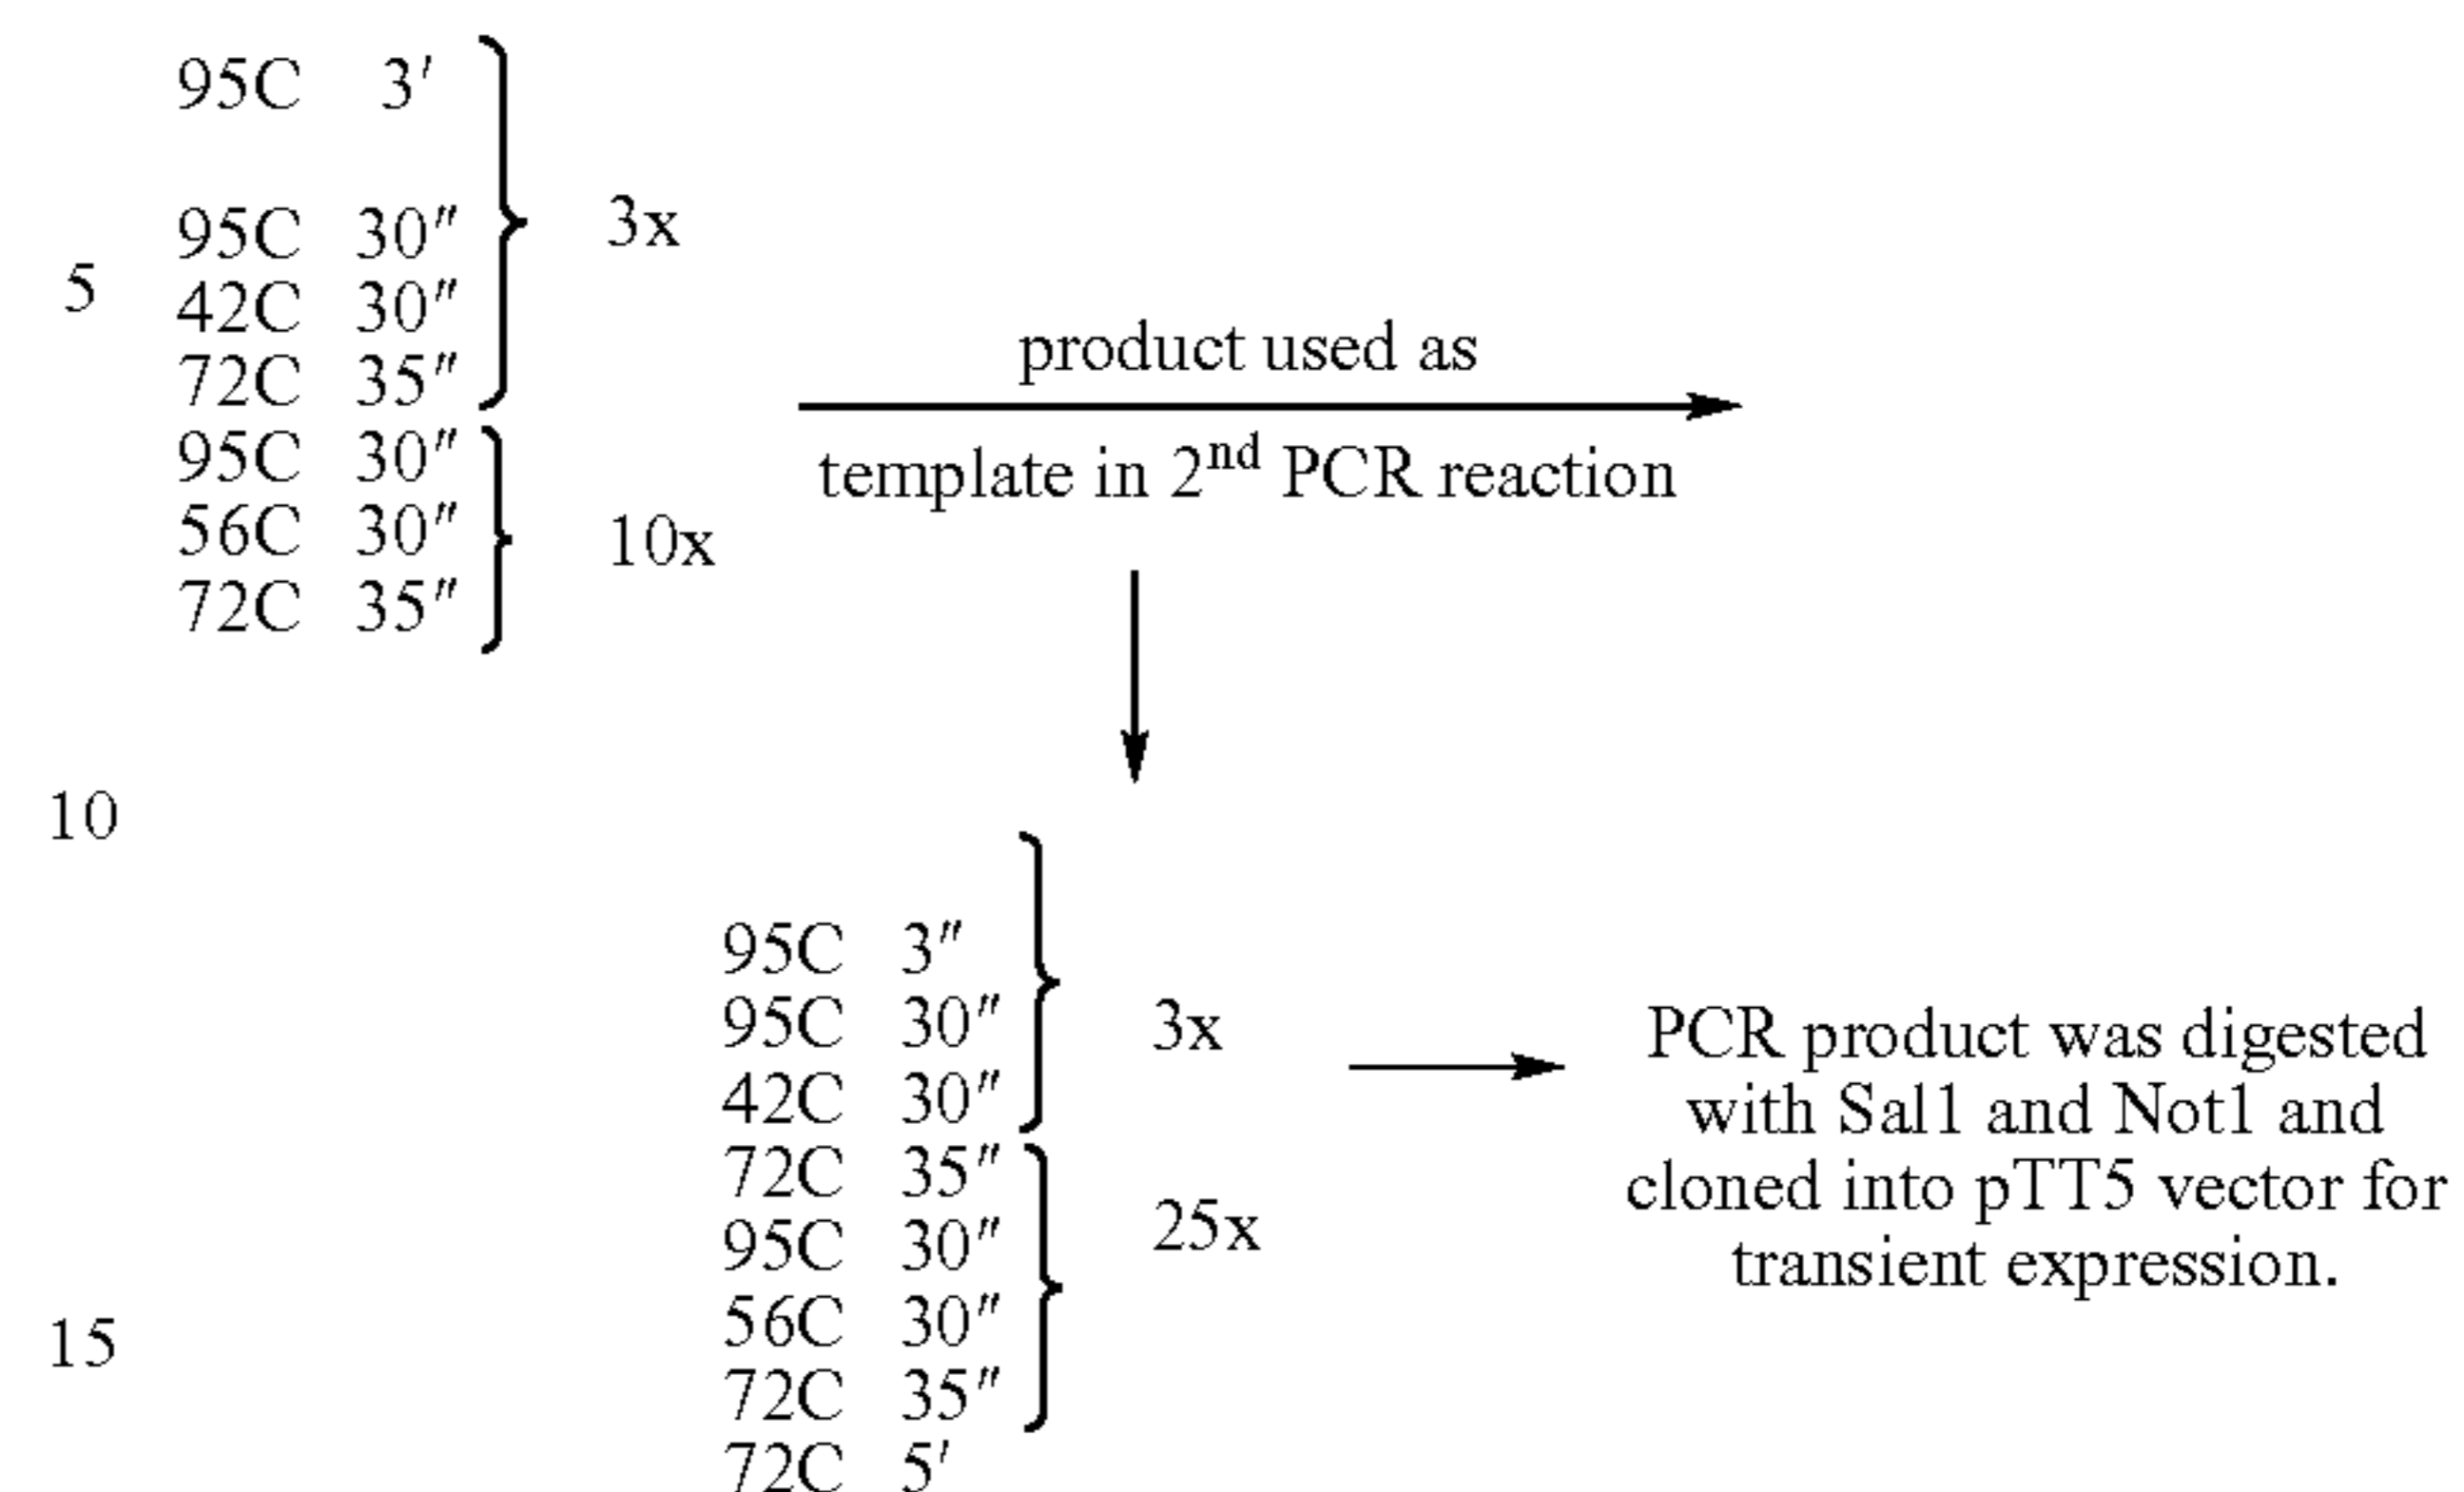 95C 3′
95C 30″
3x
5
42C 30″
72C 35″
product used as
95C 30″
template in 2nd PCR reaction
56C 30″
10x
72C 35″
10
95C 3″
95C 30″
3x
42C 30″
72C 35″
95C 30″
25x
56C 30″
15
72C 35″
72C 5′
PCR product was digested
with Sal1 and Not1 and
cloned into pTT5 vector for
transient expression.